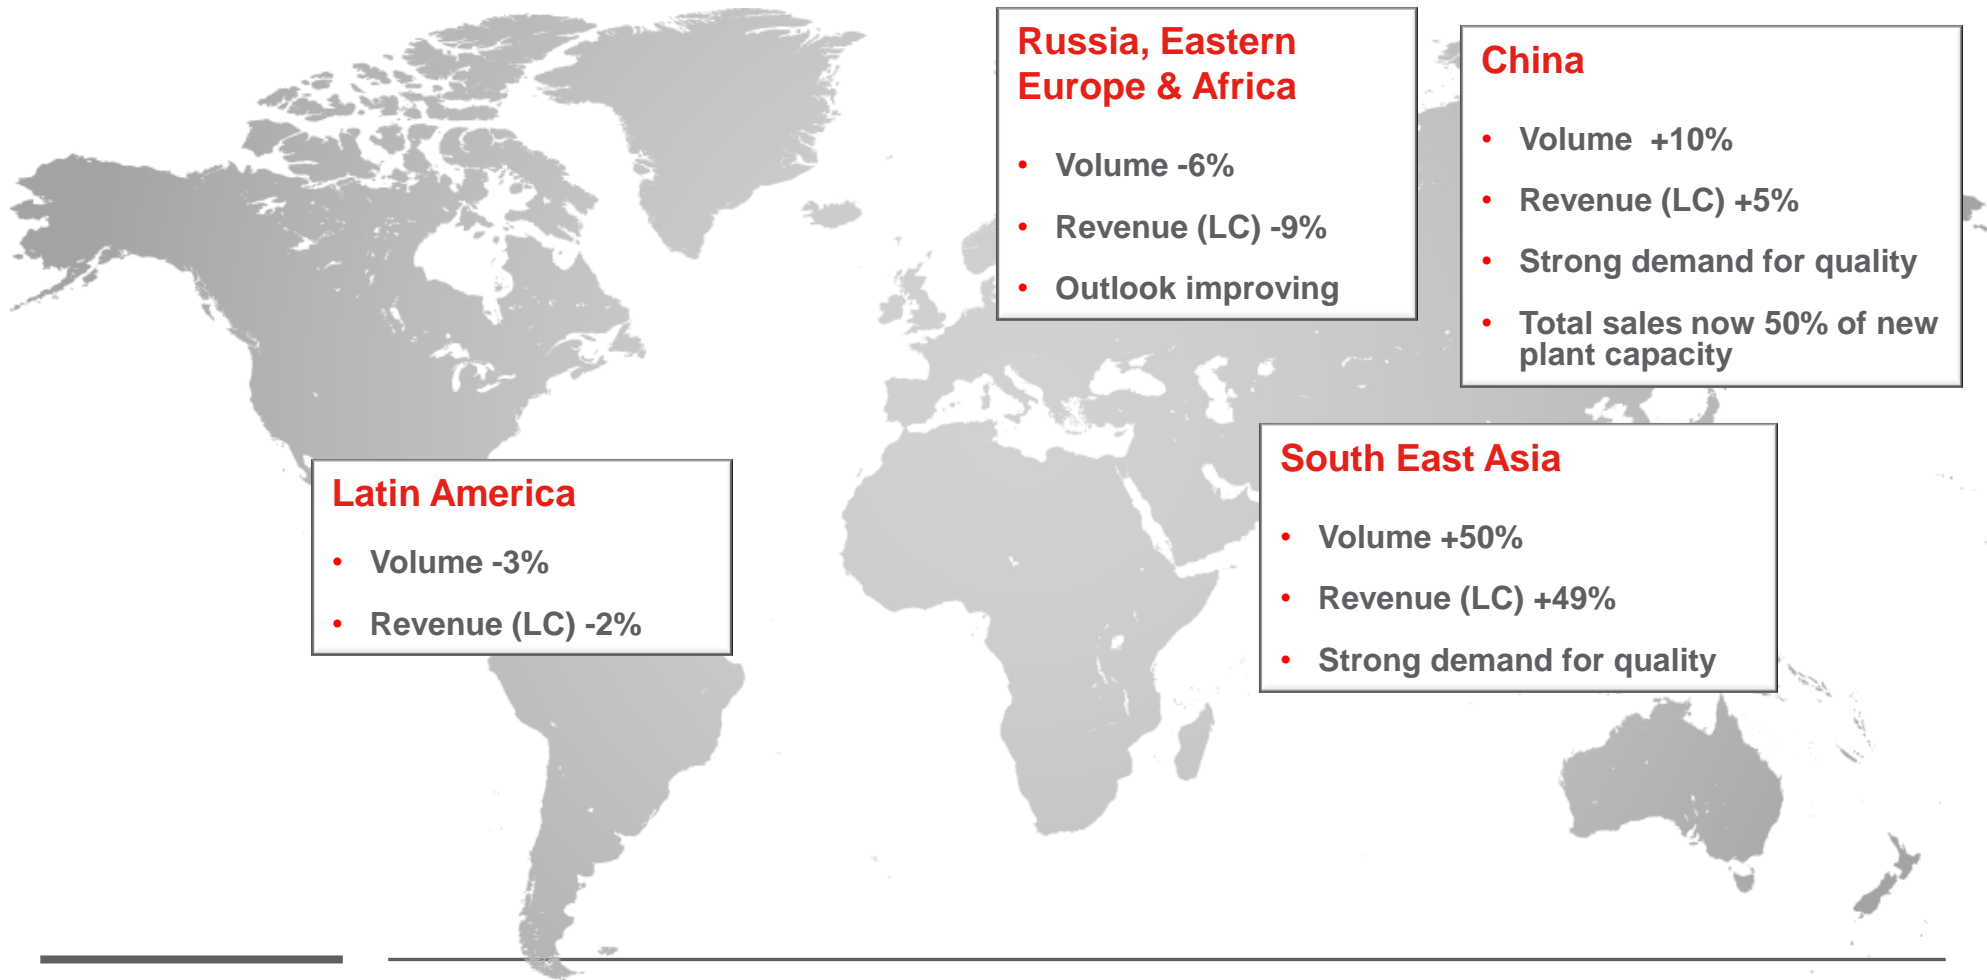 Russia, Eastern
Europe & Africa
• Volume -6%
• Revenue (LC) -9%
• Outlook improving
China
• Volume +10%
• Revenue (LC) +5%
• Strong demand for quality
• Total sales now 50% of new
plant capacity
Latin America
• Volume -3%
• Revenue (LC) -2%
South East Asia
• Volume +50%
• Revenue (LC) +49%
• Strong demand for quality